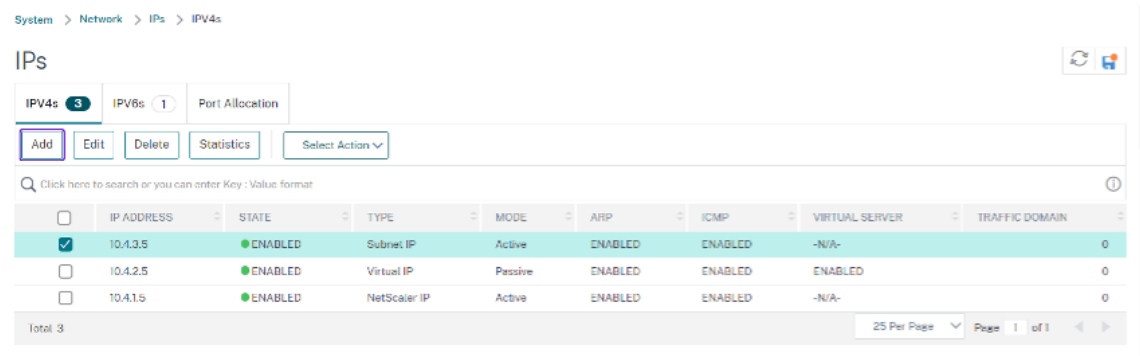 System > Network > IPs > IPV4s
IPs
IPV4s 3 IPV6s 1 Port Allocation
Add Edit Delete Statistics Select Action
Click here to search or you can enter Key : Value format
IP ADDRESS STATE TYPE MODE ARP ICMP VIRTUAL SERVER TRAFFIC DOMAIN
10.4.3.5 ENABLED Subnet IP Active ENABLED ENABLED -N/A- 0
10.4.2.5 ENABLED Virtual IP Passive ENABLED ENABLED ENABLED 0
10.4.1.5 ENABLED NetScaler IP Active ENABLED ENABLED -N/A- 0
Total 3 25 Per Page Page 1 of 1